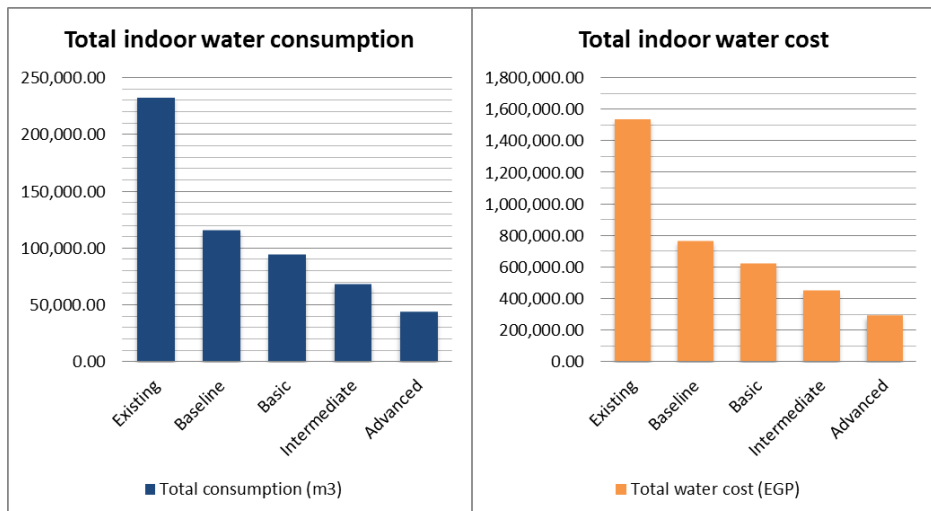 Total indoor water consumption
250,000.00
200,000.00
150,000.00
100,000.00
50,000.00
0.00
Existing
Baseline
Basic
Intermediate
Advanced
Total consumption (m3)
Total indoor water cost
1,800,000.00
1,600,000.00
1,400,000.00
1,200,000.00
1,000,000.00
800,000.00
600,000.00
400,000.00
200,000.00
0.00
Existing
Baseline
Basic
Intermediate
Advanced
Total water cost (EGP)